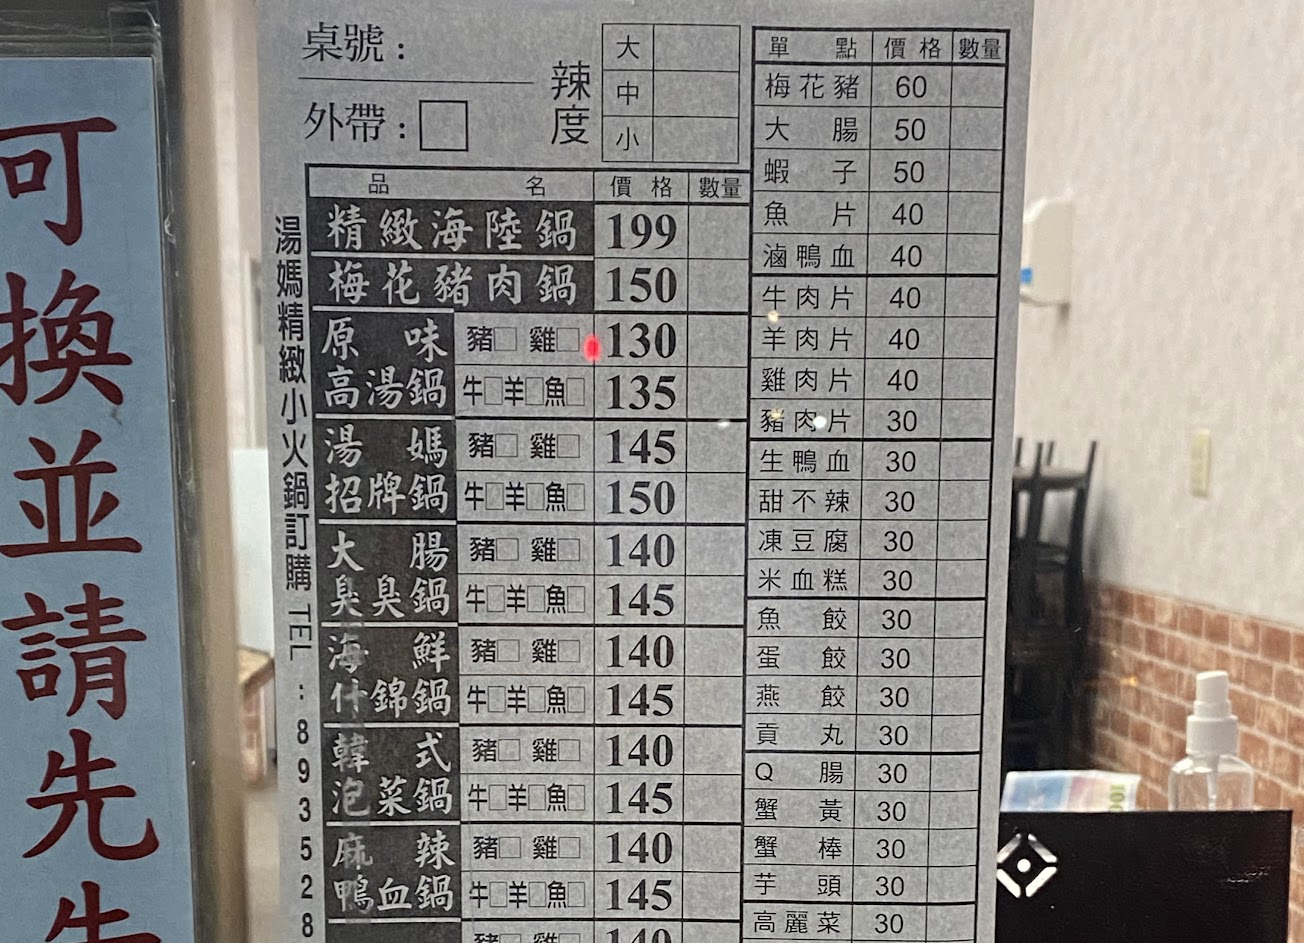 可換並請先
桌號：
外帶：□
辣度
大
中
小
湯媽精緻小火鍋訂購 TEL：893528
品 名 價格 數量
精緻海陸鍋 199
梅花豬肉鍋 150
原味高湯鍋 豬□ 雞□ 130
牛□羊□魚□ 135
湯媽招牌鍋 豬□ 雞□ 145
牛□羊□魚□ 150
大腸臭臭鍋 豬□ 雞□ 140
牛□羊□魚□ 145
海鮮什錦鍋 豬□ 雞□ 140
牛□羊□魚□ 145
韓式泡菜鍋 豬□ 雞□ 140
牛□羊□魚□ 145
麻辣鴨血鍋 豬□ 雞□ 140
牛□羊□魚□ 145
豬□ 雞□ 140
單點 價格 數量
梅花豬 60
大腸 50
蝦子 50
魚片 40
滷鴨血 40
牛肉片 40
羊肉片 40
雞肉片 40
豬肉片 30
生鴨血 30
甜不辣 30
凍豆腐 30
米血糕 30
魚餃 30
蛋餃 30
燕餃 30
貢丸 30
Q腸 30
蟹黃 30
蟹棒 30
芋頭 30
高麗菜 30